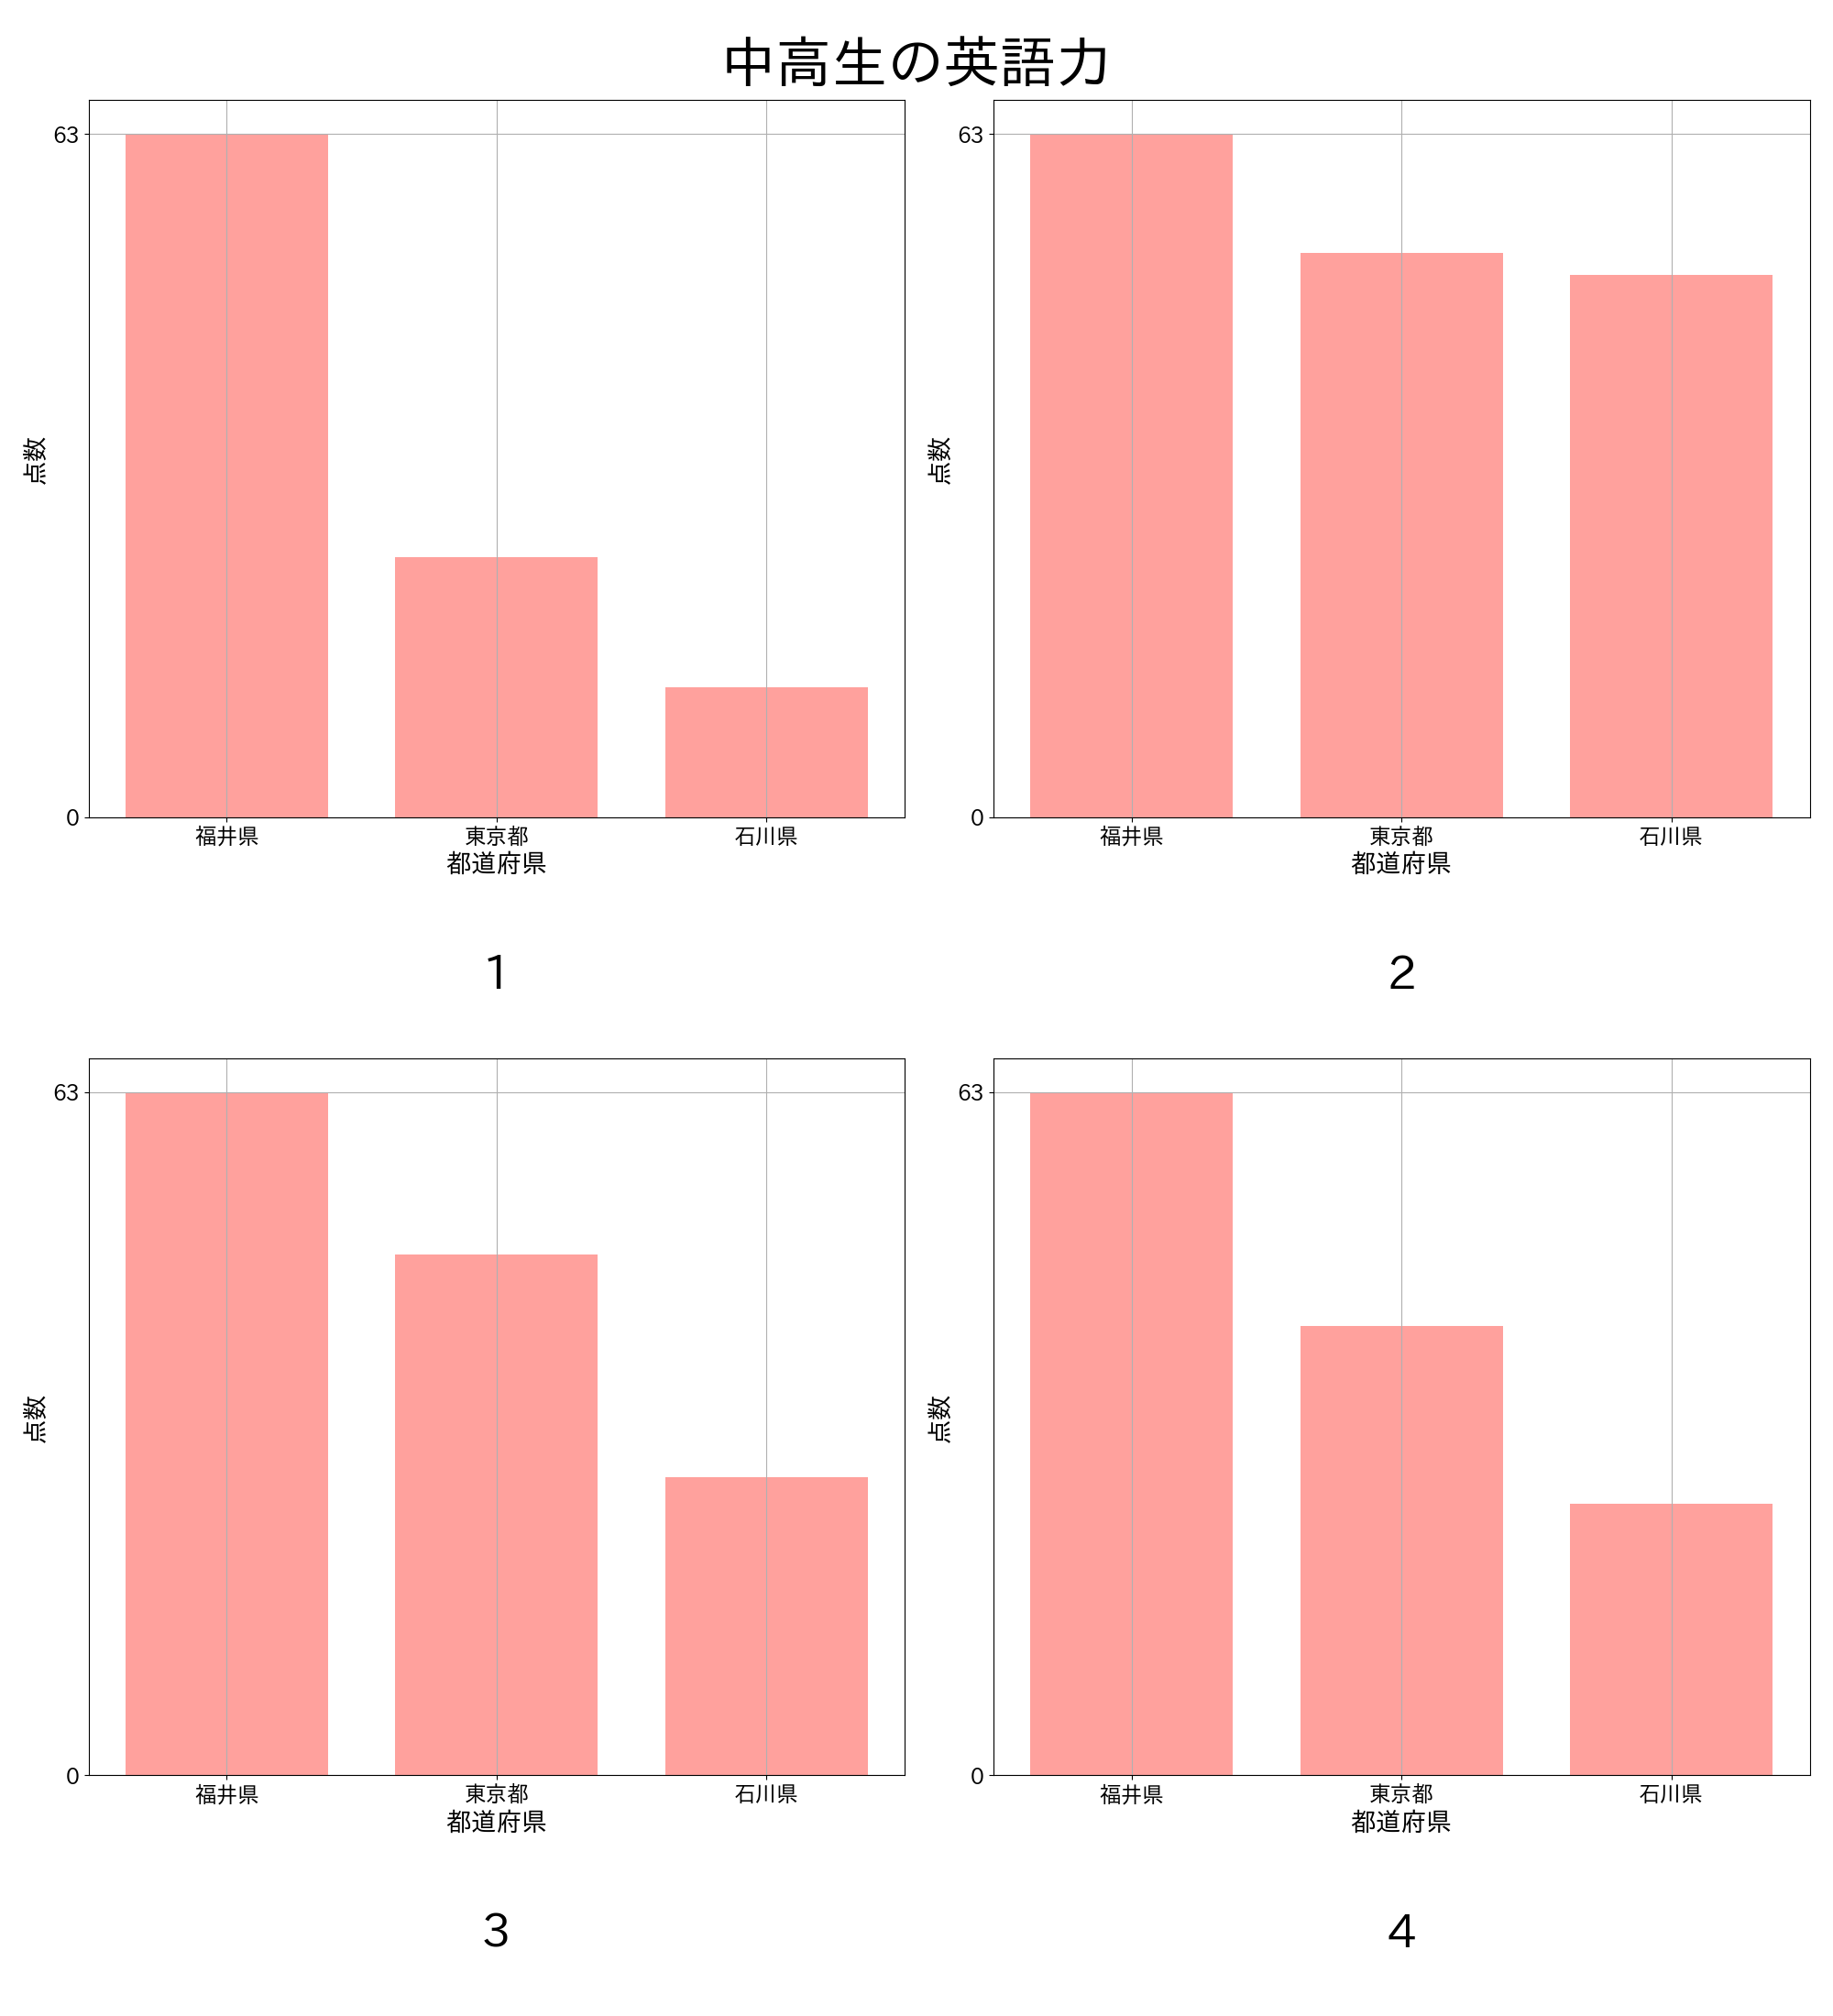 中高生の英語力
63
0
点数
福井県 東京都 石川県
都道府県
1
63
0
点数
福井県 東京都 石川県
都道府県
2
63
0
点数
福井県 東京都 石川県
都道府県
3
63
0
点数
福井県 東京都 石川県
都道府県
4